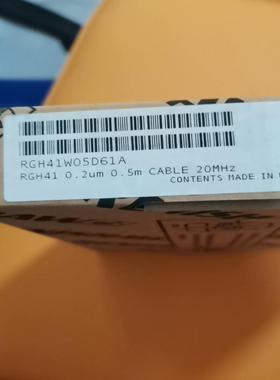 RGH41W05D61A
RGH41 0.2um 0.5m CABLE 20MHz
CONTENTS MADE IN